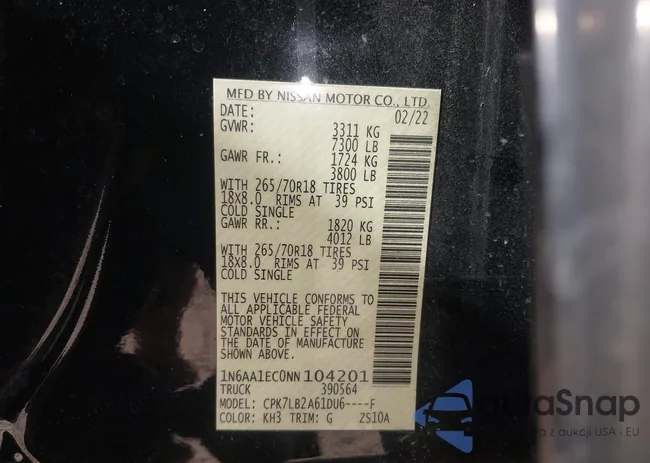 MFD BY NISSAN MOTOR CO., LTD.
DATE: 02/22
GVWR: 3311 KG
7300 LB
GAWR FR.: 1724 KG
3800 LB
WITH 265/70R18 TIRES
18X8.0 RIMS AT 39 PSI
COLD SINGLE
GAWR RR.: 1820 KG
4012 LB
WITH 265/70R18 TIRES
18X8.0 RIMS AT 39 PSI
COLD SINGLE
THIS VEHICLE CONFORMS TO
ALL APPLICABLE FEDERAL
MOTOR VEHICLE SAFETY
STANDARDS IN EFFECT ON
THE DATE OF MANUFACTURE
SHOWN ABOVE.
1N6AA1EC0NN104201
TRUCK 390564
MODEL: CPK7LB2A61DU6----F
COLOR: KH3 TRIM: G ZS10A
AutoSnap
z aukcji USA - EU